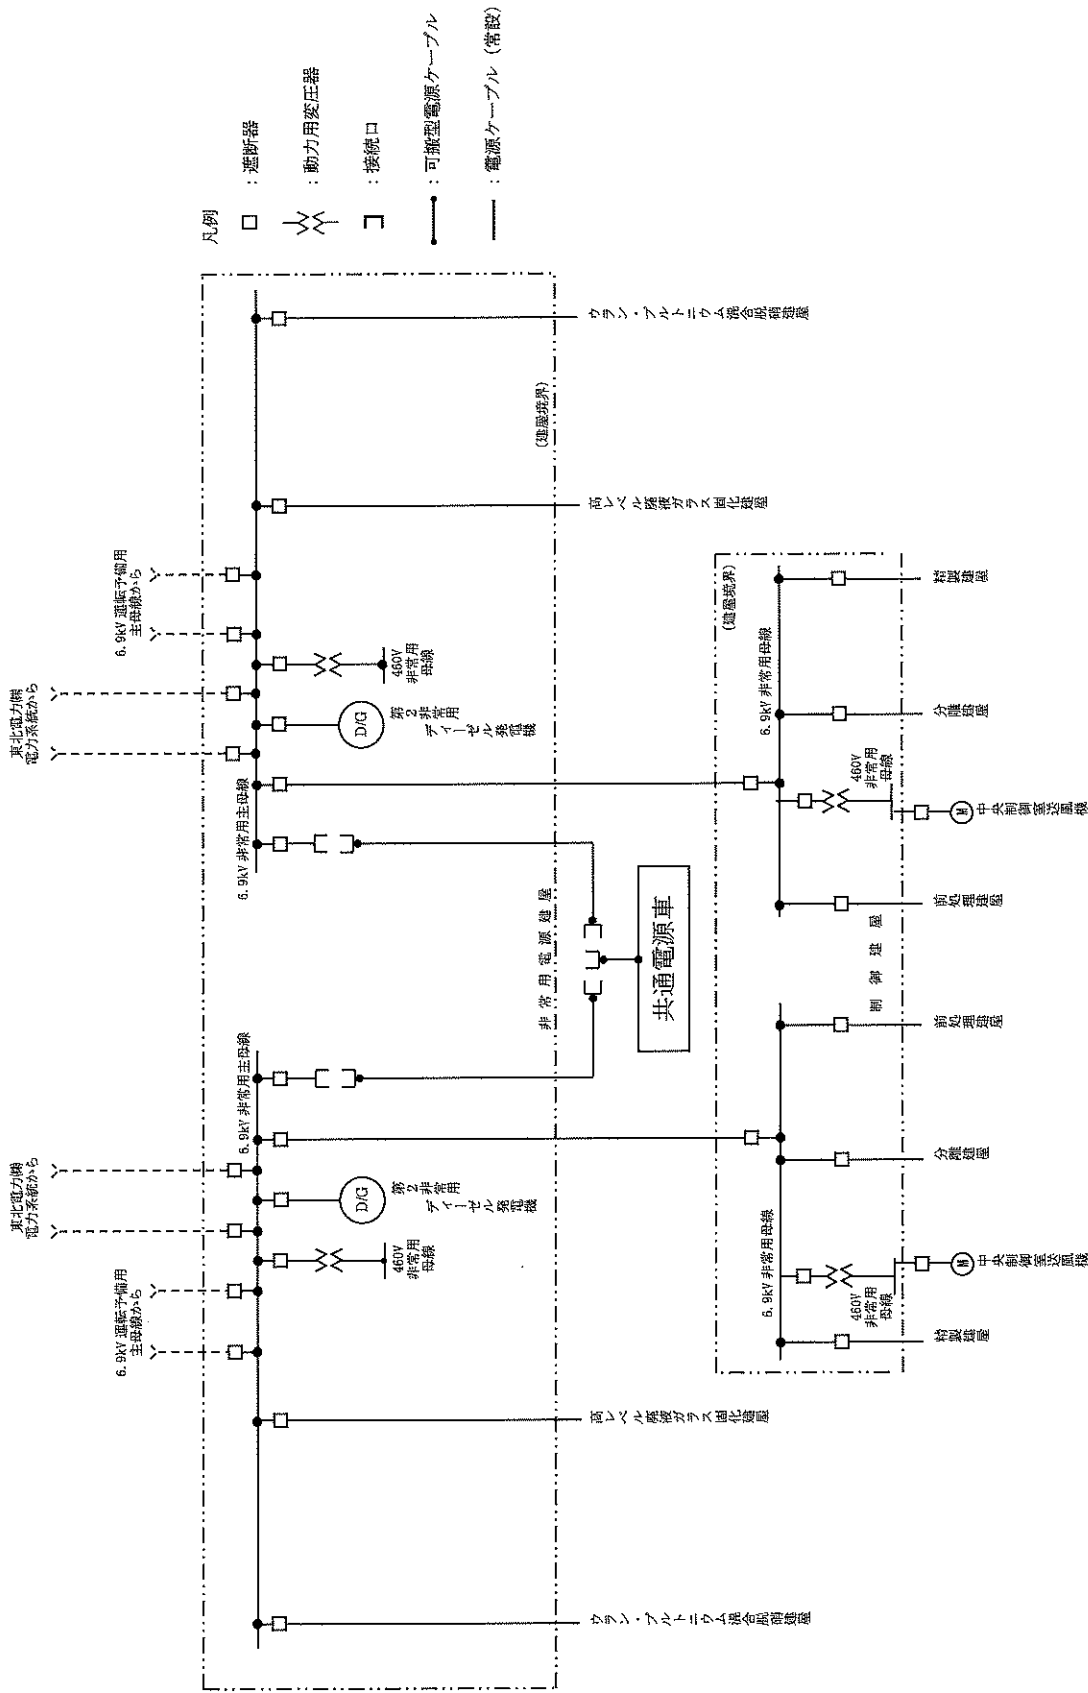 凡例
: 遮断器
: 動力用変圧器
: 接続口
: 可搬型電源ケーブル
: 電源ケーブル (常設)
東北電力㈱
電力系統から
6.9kV 運転予備用
主母線から
東北電力㈱
電力系統から
6.9kV 運転予備用
主母線から
6.9kV 非常用主母線
6.9kV 非常用主母線
D/G
第2非常用
ディーゼル発電機
460V
非常用
母線
D/G
第2非常用
ディーゼル発電機
460V
非常用
母線
(建屋境界)
非常用電源建屋
ウラン・プルトニウム混合脱硝建屋
高レベル廃液ガラス固化建屋
高レベル廃液ガラス固化建屋
ウラン・プルトニウム混合脱硝建屋
共通電源車
(建屋境界)
6.9kV 非常用母線
6.9kV 非常用母線
460V
非常用
母線
460V
非常用
母線
制御建屋
精製建屋
M
中央制御室送風機
分離建屋
前処理建屋
前処理建屋
M
中央制御室送風機
分離建屋
精製建屋